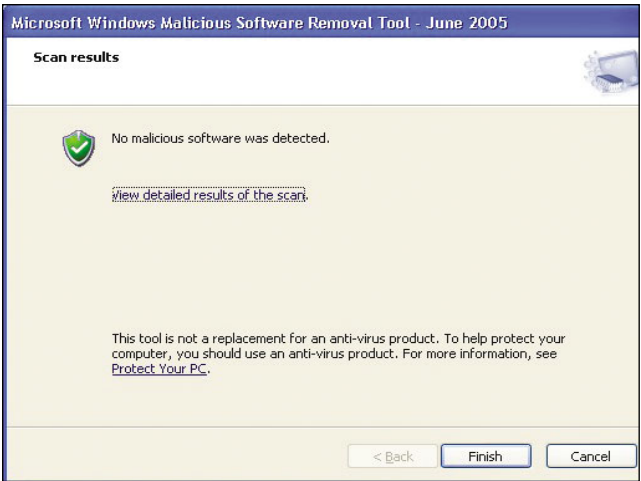 Microsoft Windows Malicious Software Removal Tool - June 2005
Scan results
No malicious software was detected.
View detailed results of the scan.
This tool is not a replacement for an anti-virus product. To help protect your
computer, you should use an anti-virus product. For more information, see
Protect Your PC.
< Back
Finish
Cancel